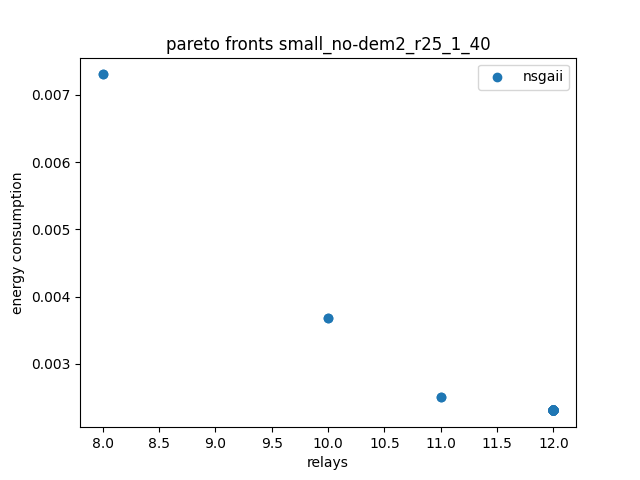 pareto fronts small_no-dem2_r25_1_40
nsgaii
0.007
0.006
0.005
0.004
0.003
energy consumption
8.0 8.5 9.0 9.5 10.0 10.5 11.0 11.5 12.0
relays